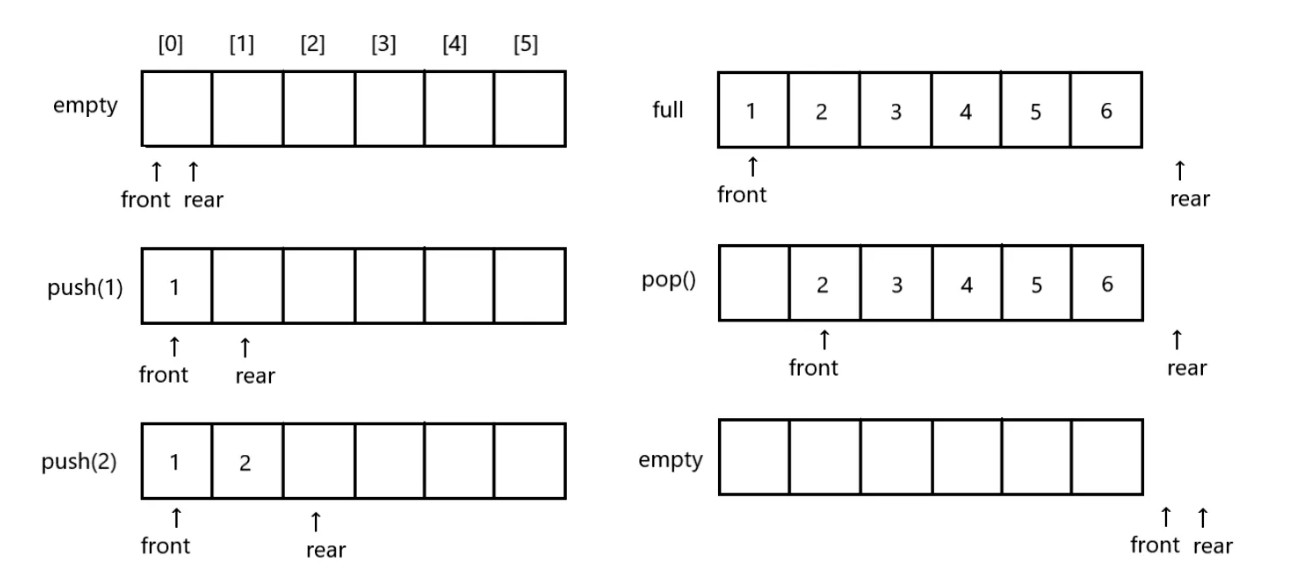 [0] [1] [2] [3] [4] [5]
empty
front rear
push(1) 1
front rear
push(2) 1 2
front rear
full 1 2 3 4 5 6
front rear
pop() 2 3 4 5 6
front rear
empty
front rear